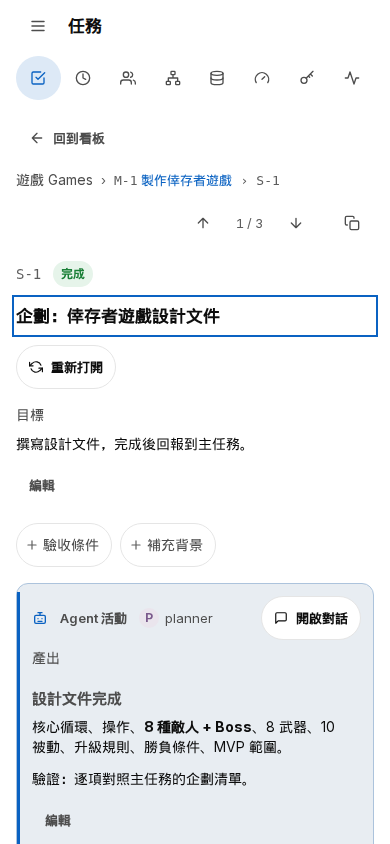 任務
回到看板
遊戲 Games › M-1 製作倖存者遊戲 › S-1
1 / 3
S-1 完成
企劃：倖存者遊戲設計文件
重新打開
目標
撰寫設計文件，完成後回報到主任務。
編輯
+ 驗收條件 + 補充背景
Agent 活動 P planner 開啟對話
產出
設計文件完成
核心循環、操作、8 種敵人 + Boss、8 武器、10
被動、升級規則、勝負條件、MVP 範圍。
驗證：逐項對照主任務的企劃清單。
編輯